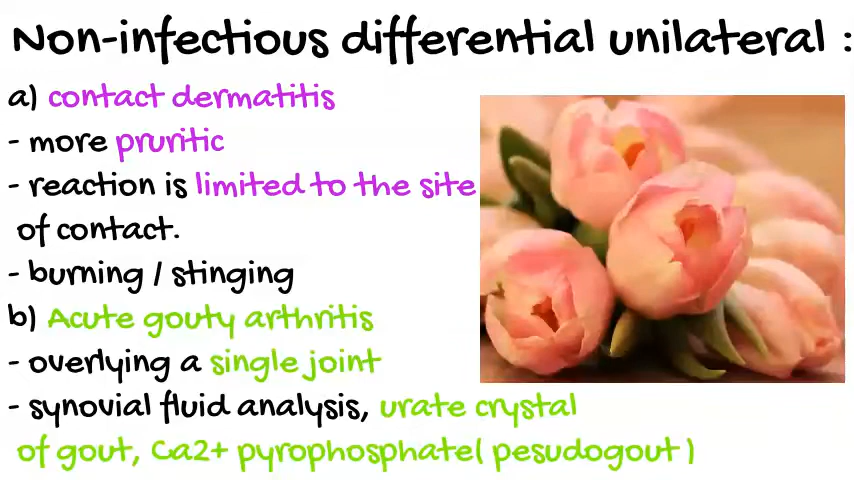 Non-infectious differential unilateral :
a) contact dermatitis
- more pruritic
- reaction is limited to the site
of contact.
- burning / stinging
b) Acute gouty arthritis
- overlying a single joint
- synovial fluid analysis, urate crystal
of gout, Ca2+ pyrophosphate( pesudogout )